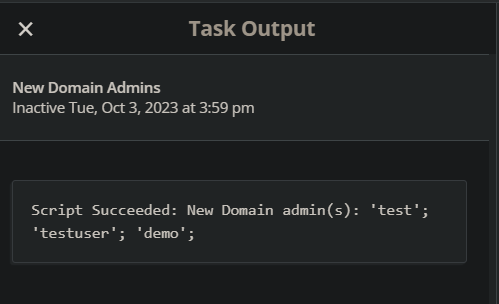 Task Output
New Domain Admins
Inactive Tue, Oct 3, 2023 at 3:59 pm
Script Succeeded: New Domain admin(s): 'test';
'testuser'; 'demo';